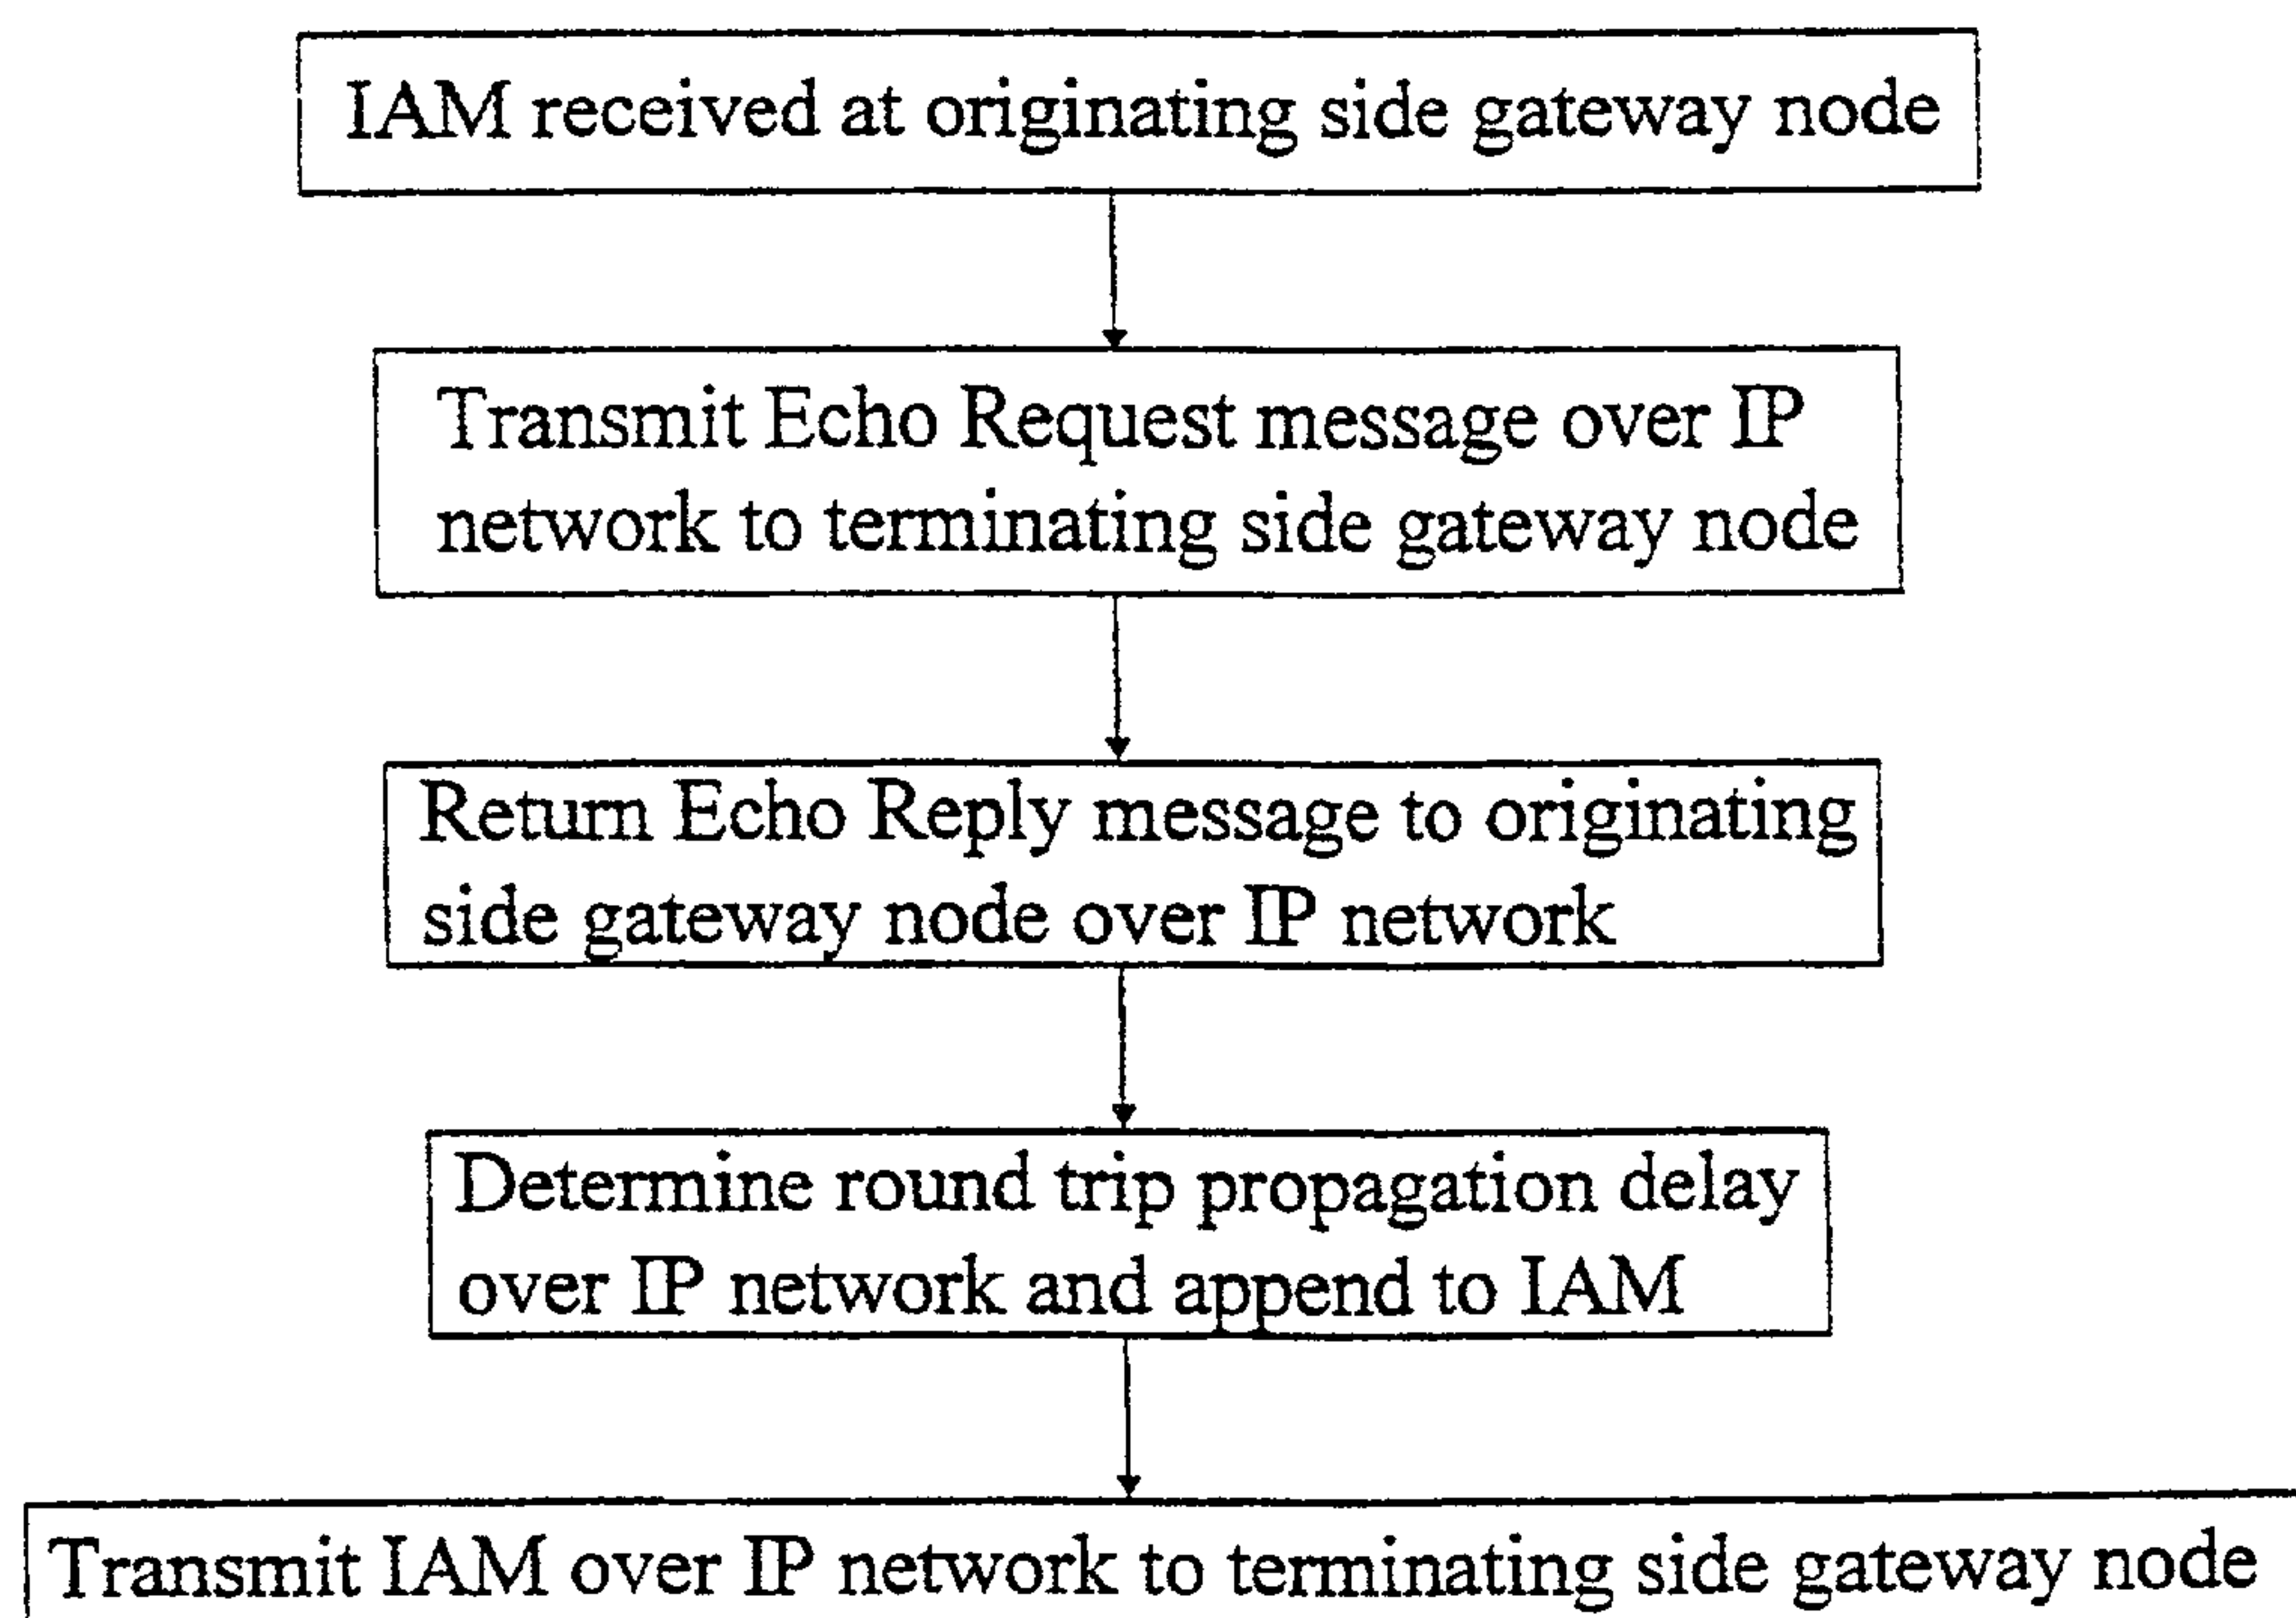 IAM received at originating side gateway node
Transmit Echo Request message over IP
network to terminating side gateway node
Return Echo Reply message to originating
side gateway node over IP network
Determine round trip propagation delay
over IP network and append to IAM
Transmit IAM over IP network to terminating side gateway node